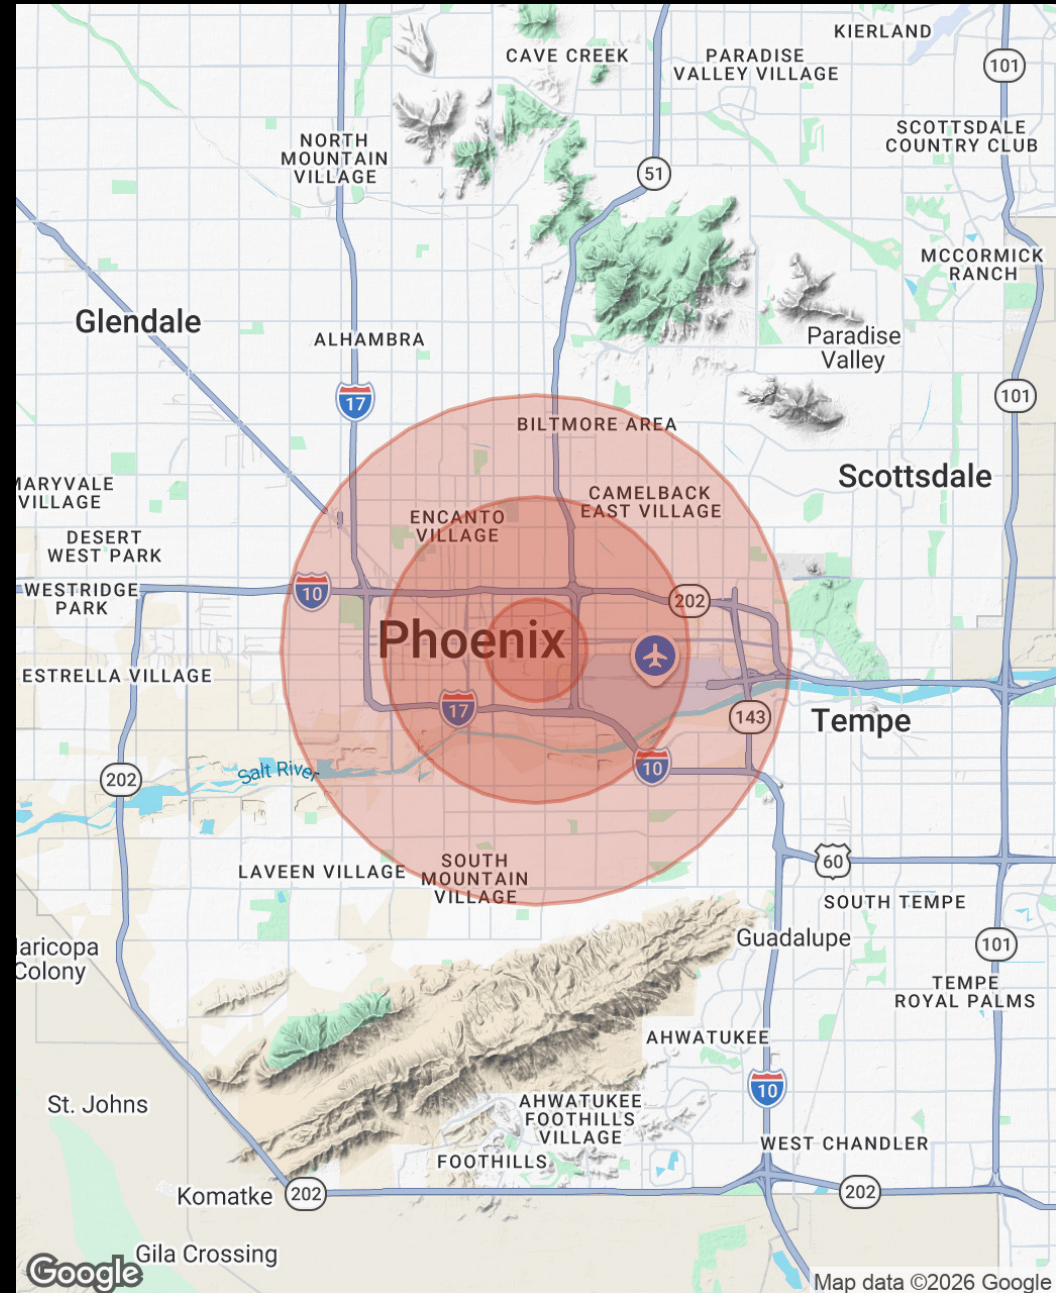 KIERLAND
CAVE CREEK
PARADISE
VALLEY VILLAGE
101
SCOTTSDALE
COUNTRY CLUB
NORTH
MOUNTAIN
VILLAGE
51
MCCORMICK
RANCH
Glendale
ALHAMBRA
Paradise
Valley
17
101
BILTMORE AREA
Scottsdale
MARYVALE
VILLAGE
CAMELBACK
EAST VILLAGE
ENCANTO
VILLAGE
DESERT
WEST PARK
WESTRIDGE
PARK
10
202
Phoenix
ESTRELLA VILLAGE
17
143
Tempe
Salt River
202
10
60
LAVEEN VILLAGE
SOUTH
MOUNTAIN
VILLAGE
SOUTH TEMPE
Guadalupe
101
aricopa
Colony
TEMPE
ROYAL PALMS
AHWATUKEE
10
St. Johns
AHWATUKEE
FOOTHILLS
VILLAGE
WEST CHANDLER
FOOTHILLS
Komatke
202
202
Gila Crossing
Google
Map data ©2026 Google